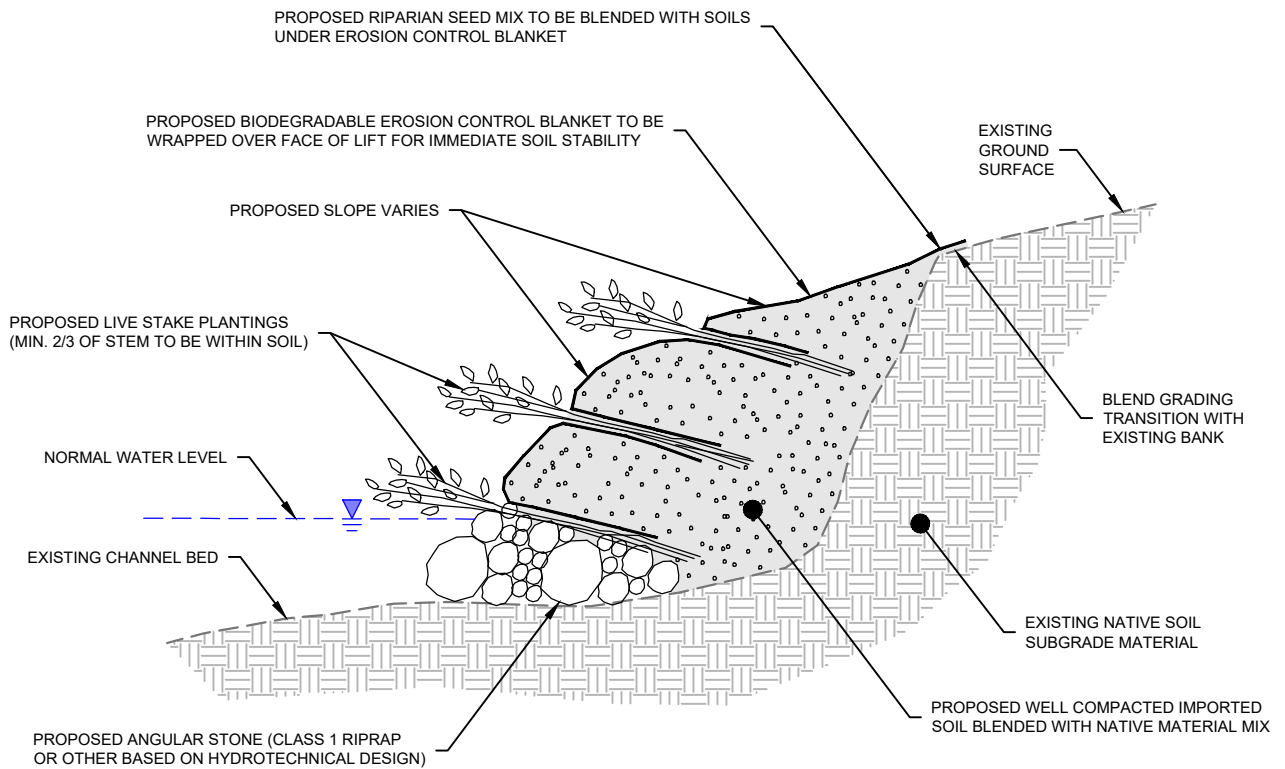 PROPOSED RIPARIAN SEED MIX TO BE BLENDED WITH SOILS
UNDER EROSION CONTROL BLANKET
PROPOSED BIODEGRADABLE EROSION CONTROL BLANKET TO BE
WRAPPED OVER FACE OF LIFT FOR IMMEDIATE SOIL STABILITY
EXISTING
GROUND
SURFACE
PROPOSED SLOPE VARIES
PROPOSED LIVE STAKE PLANTINGS
(MIN. 2/3 OF STEM TO BE WITHIN SOIL)
BLEND GRADING
TRANSITION WITH
EXISTING BANK
NORMAL WATER LEVEL
EXISTING CHANNEL BED
EXISTING NATIVE SOIL
SUBGRADE MATERIAL
PROPOSED WELL COMPACTED IMPORTED
SOIL BLENDED WITH NATIVE MATERIAL MIX
PROPOSED ANGULAR STONE (CLASS 1 RIPRAP
OR OTHER BASED ON HYDROTECHNICAL DESIGN)